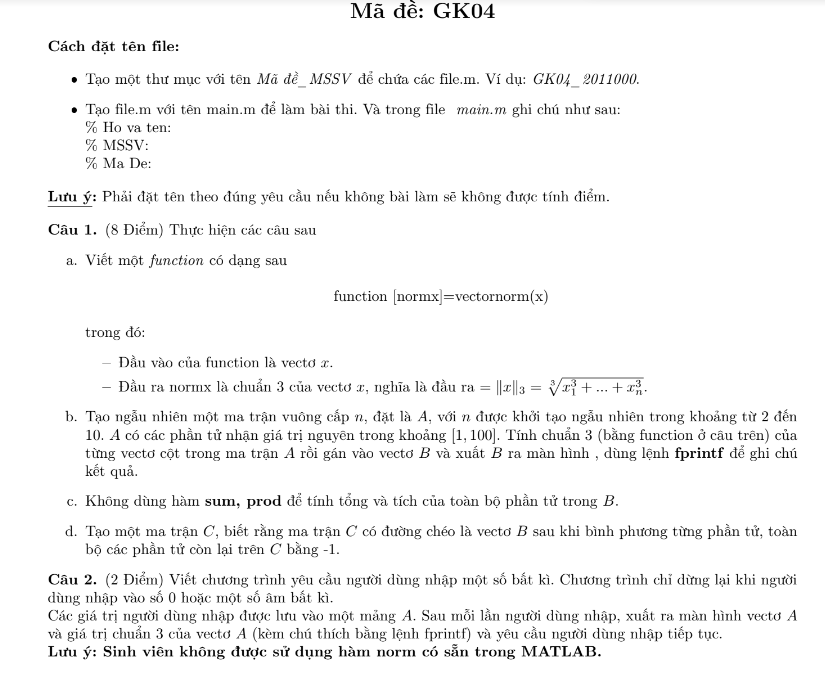 Mã đề: GK04
Cách đặt tên file:
• Tạo một thư mục với tên Mã đề_MSSV để chứa các file.m. Ví dụ: GK04_2011000.
• Tạo file.m với tên main.m để làm bài thi. Và trong file main.m ghi chú như sau:
% Ho va ten:
% MSSV:
% Ma De:
Lưu ý: Phải đặt tên theo đúng yêu cầu nếu không bài làm sẽ không được tính điểm.
Câu 1. (8 Điểm) Thực hiện các câu sau
a. Viết một function có dạng sau
function [normx]=vectornorm(x)
trong đó:
– Đầu vào của function là vectơ x.
– Đầu ra normx là chuẩn 3 của vectơ x, nghĩa là đầu ra = ‖x‖₃ = ∛(x₁³ + ... + xₙ³).
b. Tạo ngẫu nhiên một ma trận vuông cấp n, đặt là A, với n được khởi tạo ngẫu nhiên trong khoảng từ 2 đến
10. A có các phần tử nhận giá trị nguyên trong khoảng [1, 100]. Tính chuẩn 3 (bằng function ở câu trên) của
từng vectơ cột trong ma trận A rồi gán vào vectơ B và xuất B ra màn hình , dùng lệnh fprintf để ghi chú
kết quả.
c. Không dùng hàm sum, prod để tính tổng và tích của toàn bộ phần tử trong B.
d. Tạo một ma trận C, biết rằng ma trận C có đường chéo là vectơ B sau khi bình phương từng phần tử, toàn
bộ các phần tử còn lại trên C bằng -1.
Câu 2. (2 Điểm) Viết chương trình yêu cầu người dùng nhập một số bất kì. Chương trình chỉ dừng lại khi người
dùng nhập vào số 0 hoặc một số âm bất kì.
Các giá trị người dùng nhập được lưu vào một mảng A. Sau mỗi lần người dùng nhập, xuất ra màn hình vectơ A
và giá trị chuẩn 3 của vectơ A (kèm chú thích bằng lệnh fprintf) và yêu cầu người dùng nhập tiếp tục.
Lưu ý: Sinh viên không được sử dụng hàm norm có sẵn trong MATLAB.